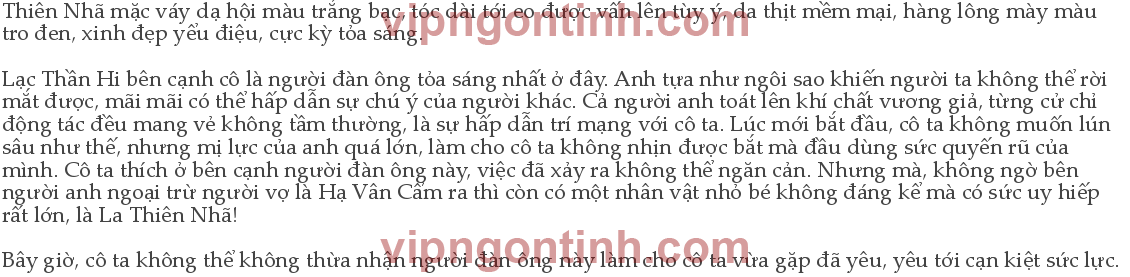 Thiên Nhã mặc váy dạ hội màu trắng bạc, tóc dài tới eo được vấn lên tùy ý, da thịt mềm mại, hàng lông mày màu
tro đen, xinh đẹp yểu điệu, cực kỳ tỏa sáng.
vipngontinh.com
Lạc Thần Hi bên cạnh cô là người đàn ông tỏa sáng nhất ở đây. Anh tựa như ngôi sao khiến người ta không thể rời
mắt được, mãi mãi có thể hấp dẫn sự chú ý của người khác. Cả người anh toát lên khí chất vương giả, từng cử chỉ
động tác đều mang vẻ không tầm thường, là sự hấp dẫn trí mạng với cô ta. Lúc mới bắt đầu, cô ta không muốn lún
sâu như thế, nhưng mị lực của anh quá lớn, làm cho cô ta không nhịn được bắt mà đầu dùng sức quyến rũ của
mình. Cô ta thích ở bên cạnh người đàn ông này, việc đã xảy ra không thể ngăn cản. Nhưng mà, không ngờ bên
người anh ngoại trừ người vợ là Hạ Vân Cẩm ra thì còn có một nhân vật nhỏ bé không đáng kể mà có sức uy hiếp
rất lớn, là La Thiên Nhã!
vipngontinh.com
Bây giờ, cô ta không thể không thừa nhận người đàn ông này làm cho cô ta vừa gặp đã yêu, yêu tới cạn kiệt sức lực.